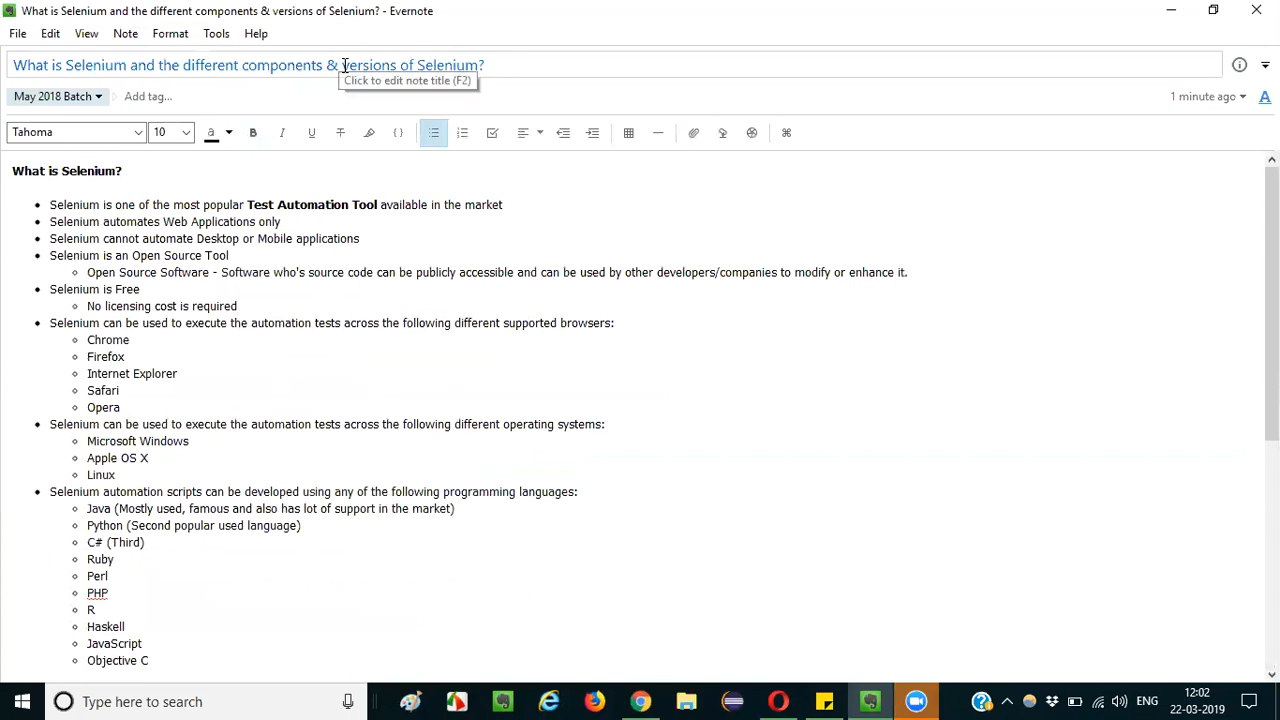 What is Selenium and the different components & versions of Selenium? - Evernote
File Edit View Note Format Tools Help
What is Selenium and the different components & versions of Selenium?
Click to edit note title (F2)
May 2018 Batch Add tag... 1 minute ago
Tahoma 10
What is Selenium?
Selenium is one of the most popular Test Automation Tool available in the market
Selenium automates Web Applications only
Selenium cannot automate Desktop or Mobile applications
Selenium is an Open Source Tool
Open Source Software - Software who's source code can be publicly accessible and can be used by other developers/companies to modify or enhance it.
Selenium is Free
No licensing cost is required
Selenium can be used to execute the automation tests across the following different supported browsers:
Chrome
Firefox
Internet Explorer
Safari
Opera
Selenium can be used to execute the automation tests across the following different operating systems:
Microsoft Windows
Apple OS X
Linux
Selenium automation scripts can be developed using any of the following programming languages:
Java (Mostly used, famous and also has lot of support in the market)
Python (Second popular used language)
C# (Third)
Ruby
Perl
PHP
R
Haskell
JavaScript
Objective C
Type here to search
ENG
12:02
22-03-2019